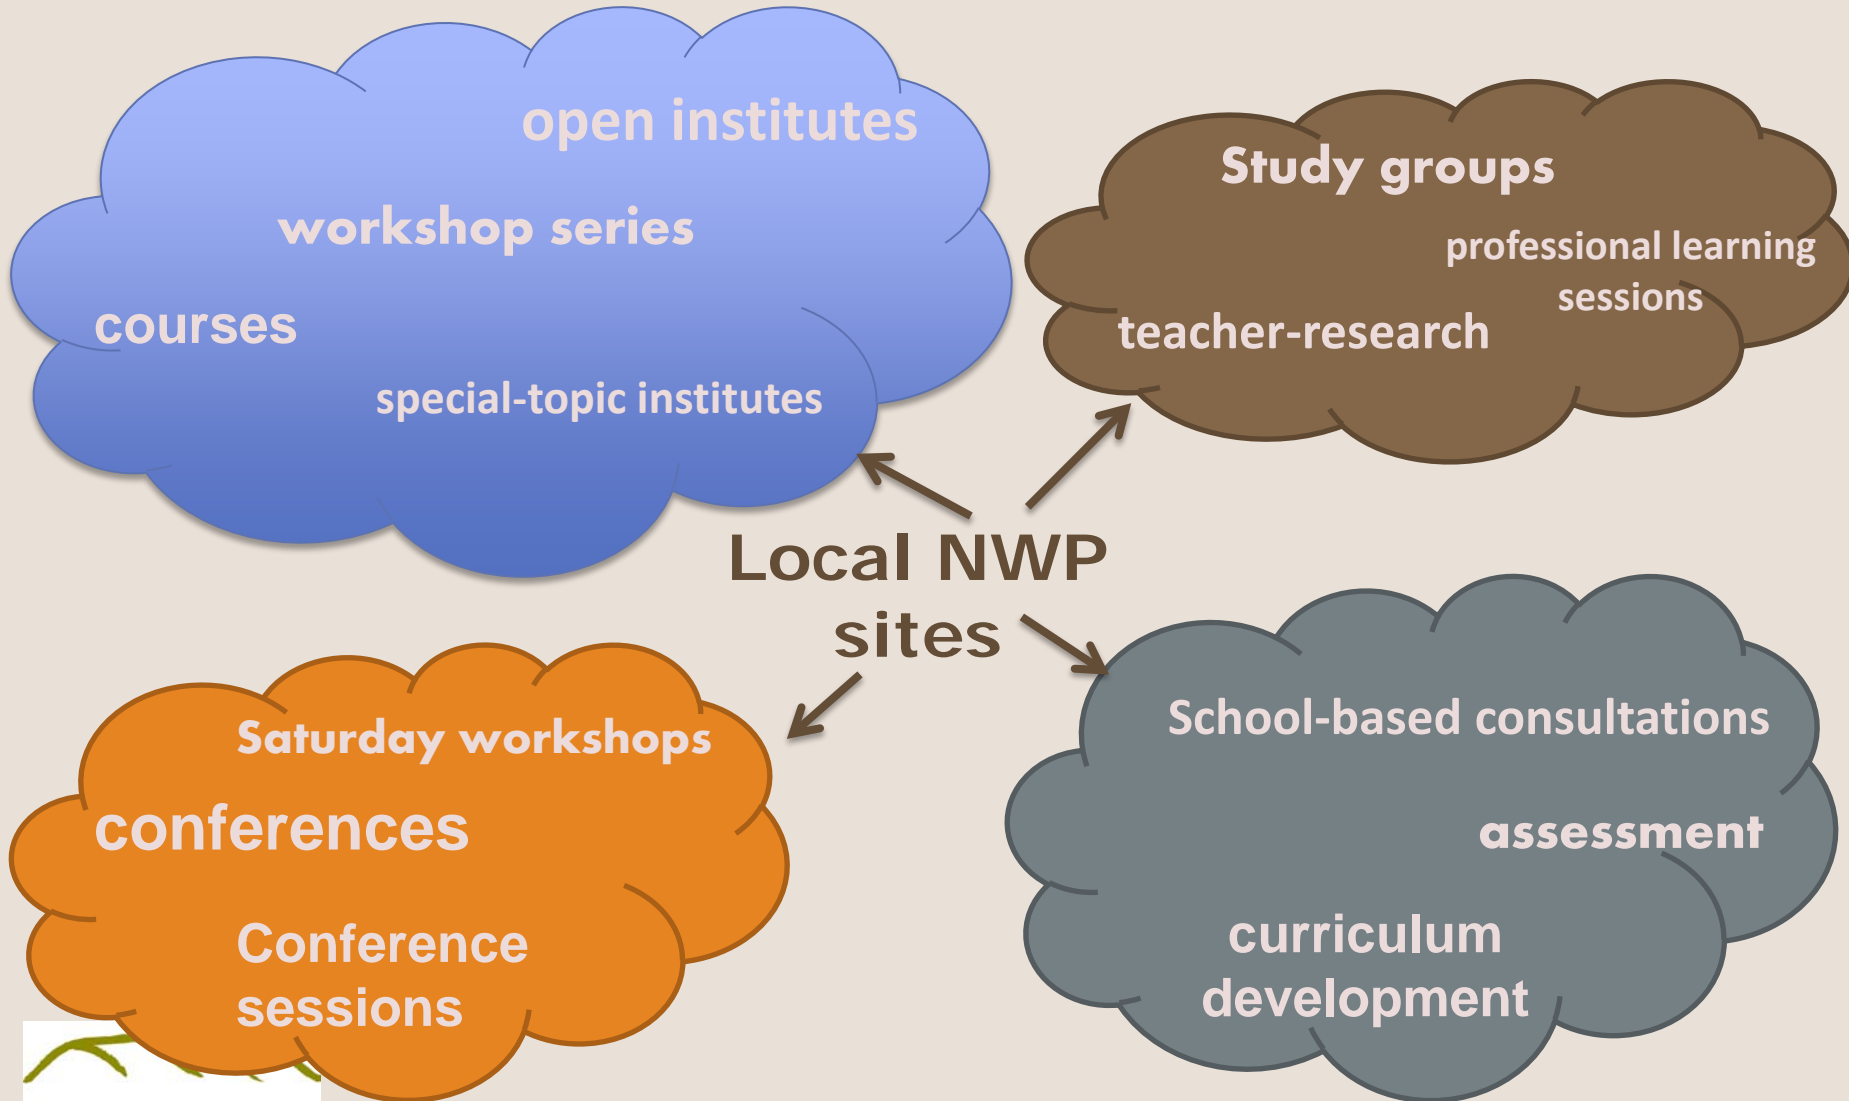 open institutes
workshop series
courses
special-topic institutes
Study groups
professional learning
sessions
teacher-research
Local NWP
sites
Saturday workshops
conferences
Conference
sessions
School-based consultations
assessment
curriculum
development